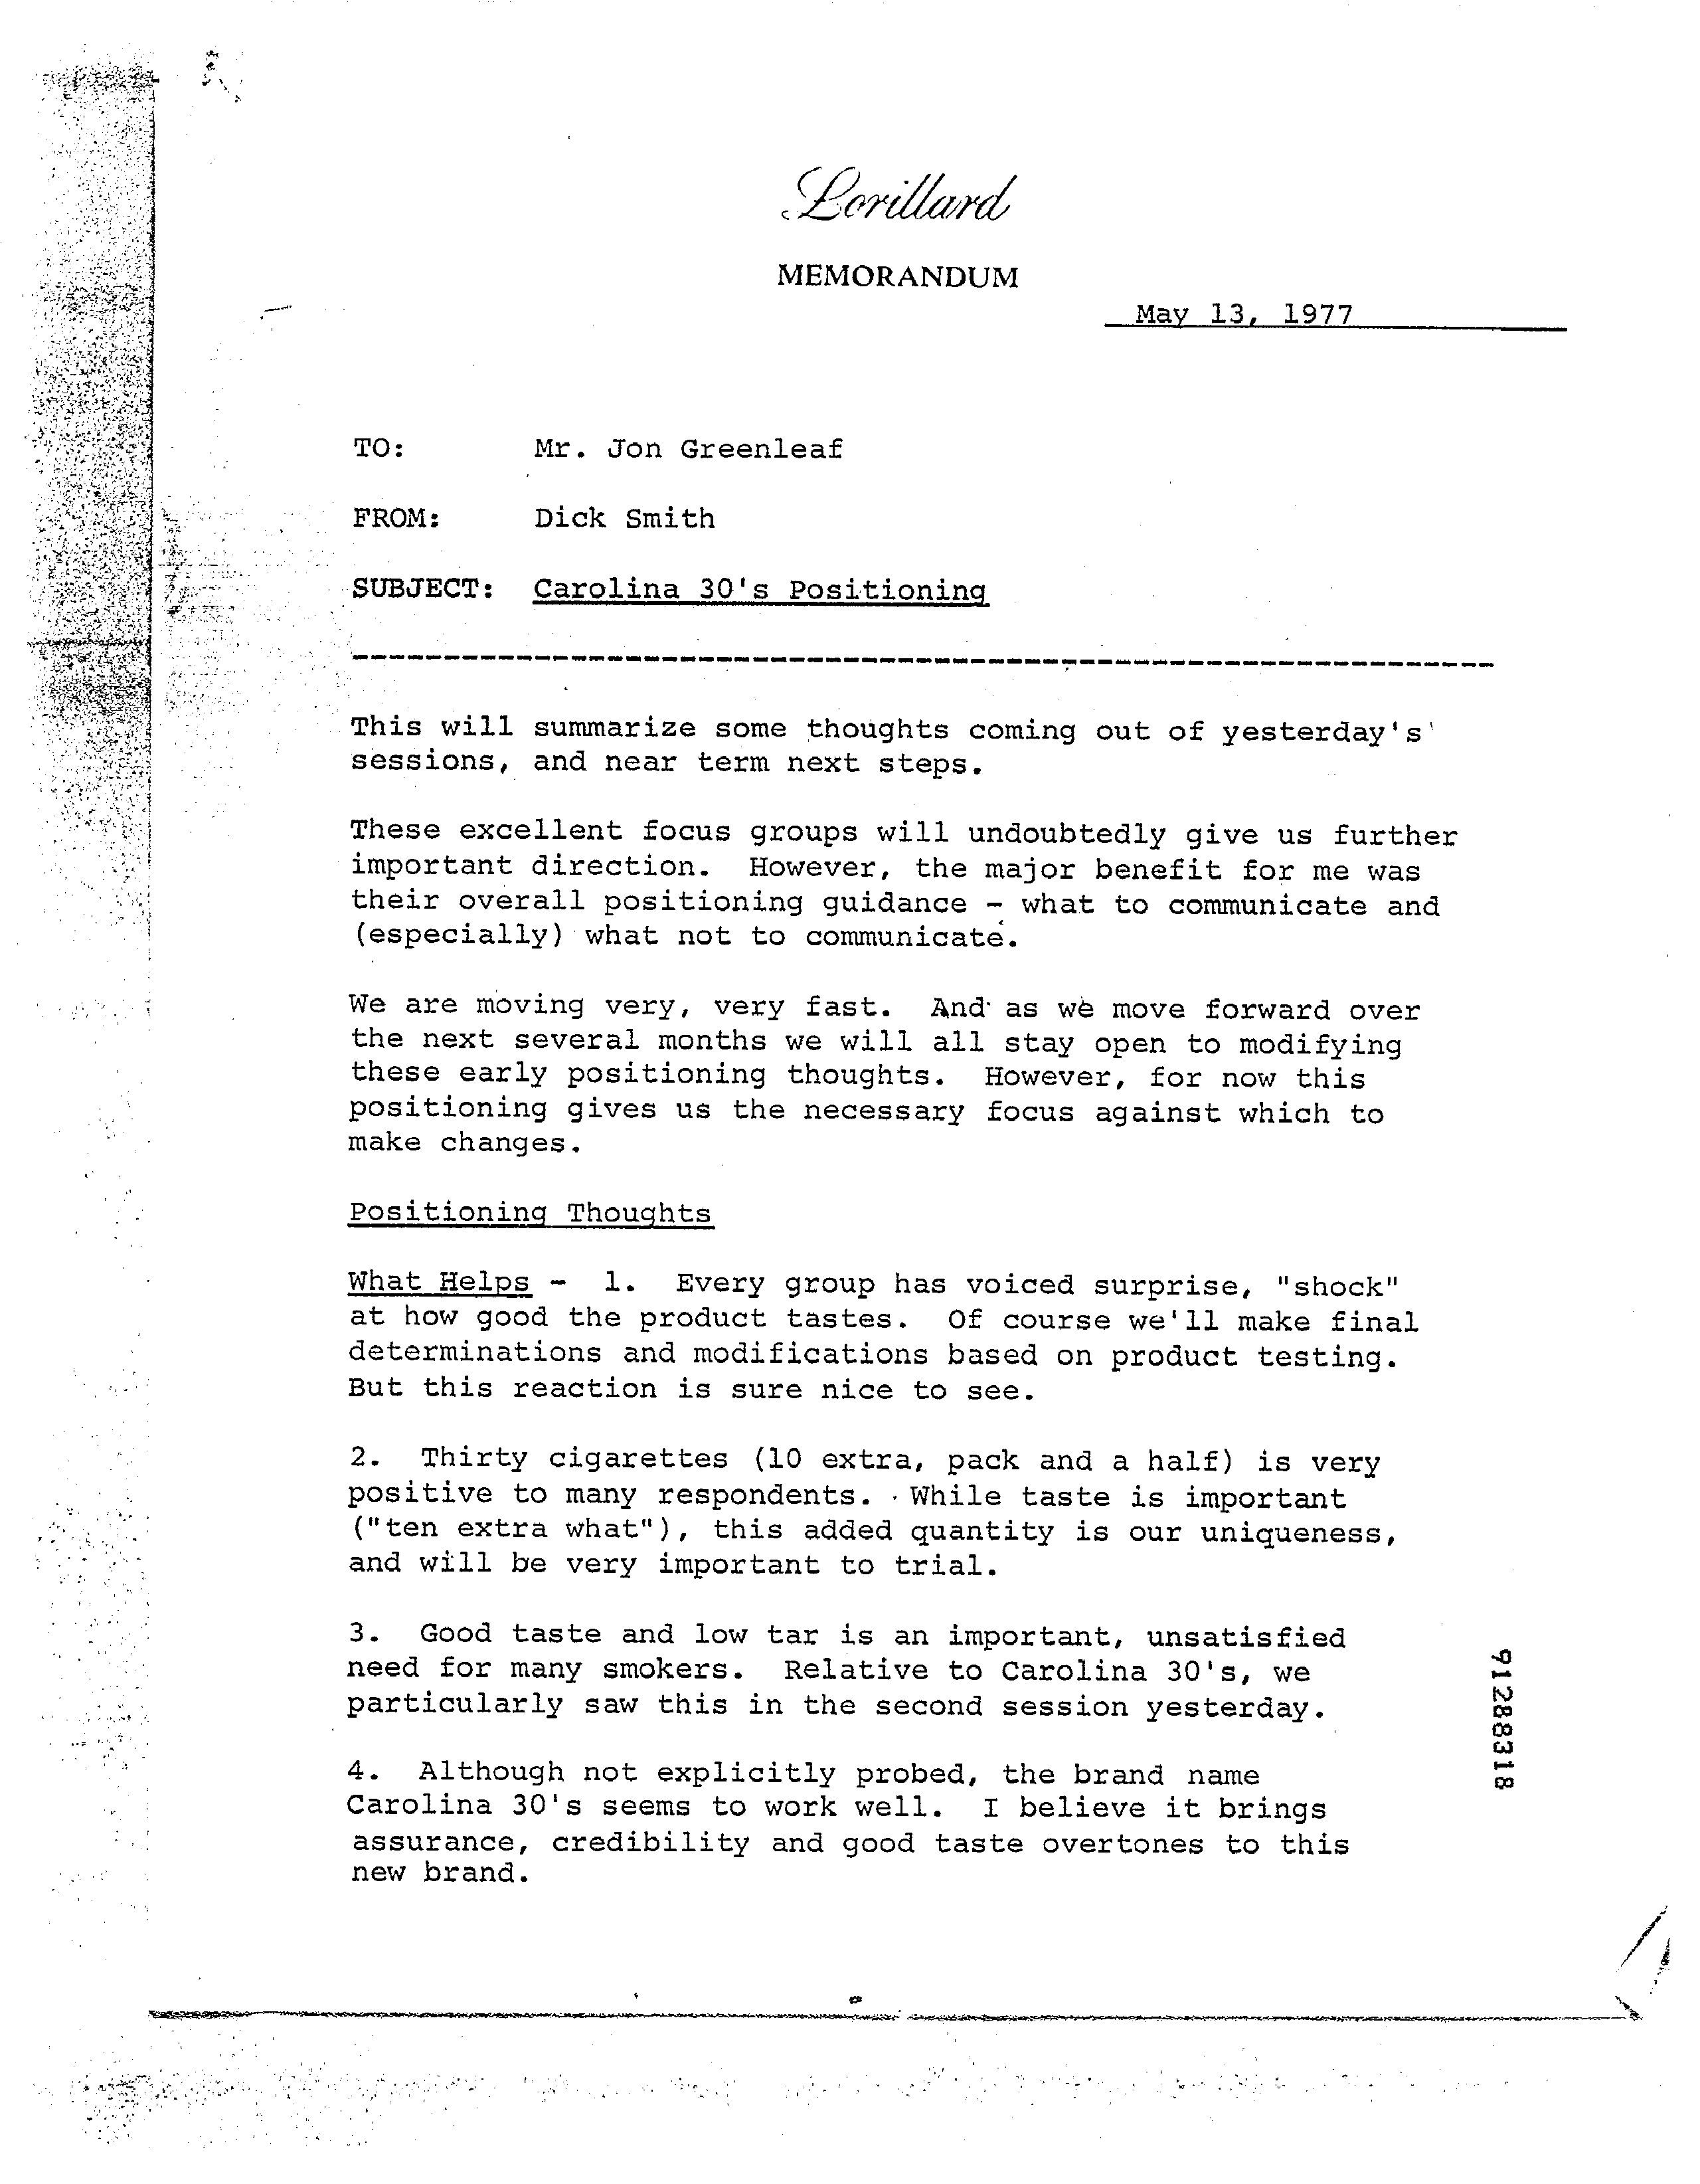 Lorillard
MEMORANDUM
May 13, 1977
TO: Mr. Jon Greenleaf
FROM: Dick Smith
SUBJECT: Carolina 30's Positioning
This will summarize some thoughts coming out of yesterday's
sessions, and near term next steps.
These excellent focus groups will undoubtedly give us further
important direction. However, the major benefit for me was
their overall positioning guidance - what to communicate and
(especially) what not to communicate.
We are moving very, very fast. And as we move forward over
the next several months we will all stay open to modifying
these early positioning thoughts. However, for now this
positioning gives us the necessary focus against which to
make changes.
Positioning Thoughts
What Helps - 1. Every group has voiced surprise, "shock"
at how good the product tastes. Of course we'll make final
determinations and modifications based on product testing.
But this reaction is sure nice to see.
2. Thirty cigarettes (10 extra, pack and a half) is very
positive to many respondents. While taste is important
("ten extra what"), this added quantity is our uniqueness,
and will be very important to trial.
3. Good taste and low tar is an important, unsatisfied
need for many smokers. Relative to Carolina 30's, we
particularly saw this in the second session yesterday.
4. Although not explicitly probed, the brand name
Carolina 30's seems to work well. I believe it brings
assurance, credibility and good taste overtones to this
new brand.
91288318